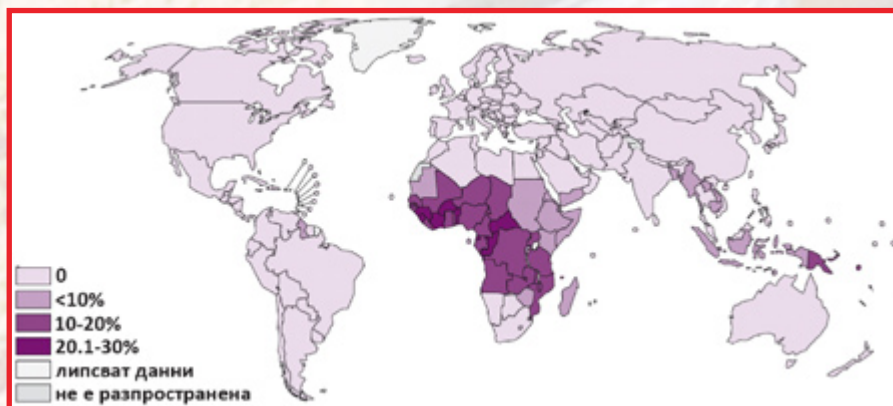 0
<10%
10-20%
20.1-30%
липсват данни
не е разпространена